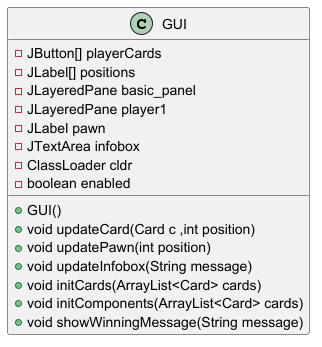 C GUI
JButton[] playerCards
JLabel[] positions
JLayeredPane basic_panel
JLayeredPane player1
JLabel pawn
JTextArea infobox
ClassLoader cldr
boolean enabled
GUI()
void updateCard(Card c ,int position)
void updatePawn(int position)
void updateInfobox(String message)
void initCards(ArrayList<Card> cards)
void initComponents(ArrayList<Card> cards)
void showWinningMessage(String message)